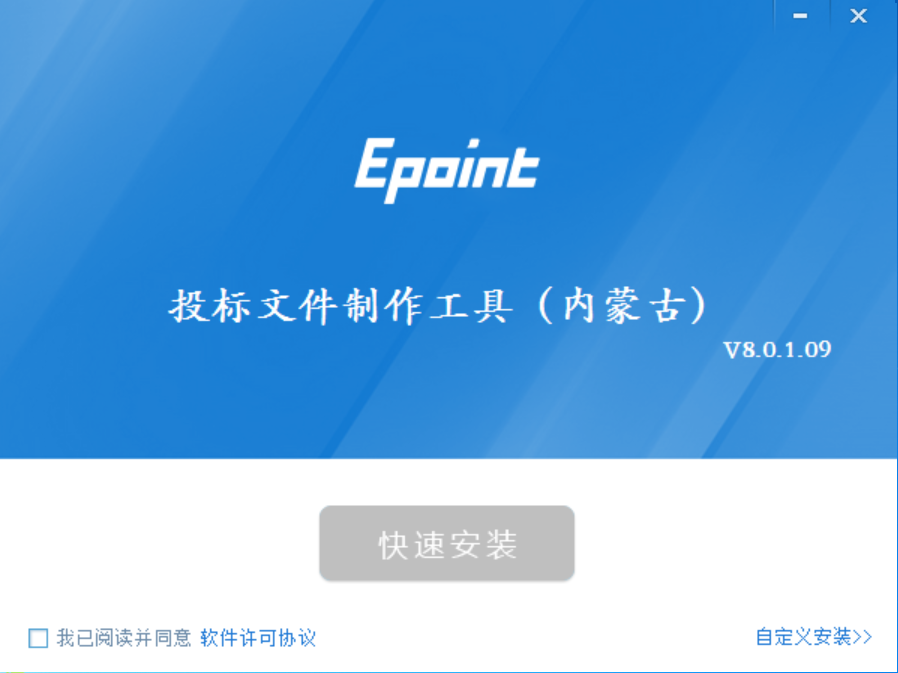 Epoint
投标文件制作工具（内蒙古）
V8.0.1.09
快速安装
我已阅读并同意 软件许可协议
自定义安装>>